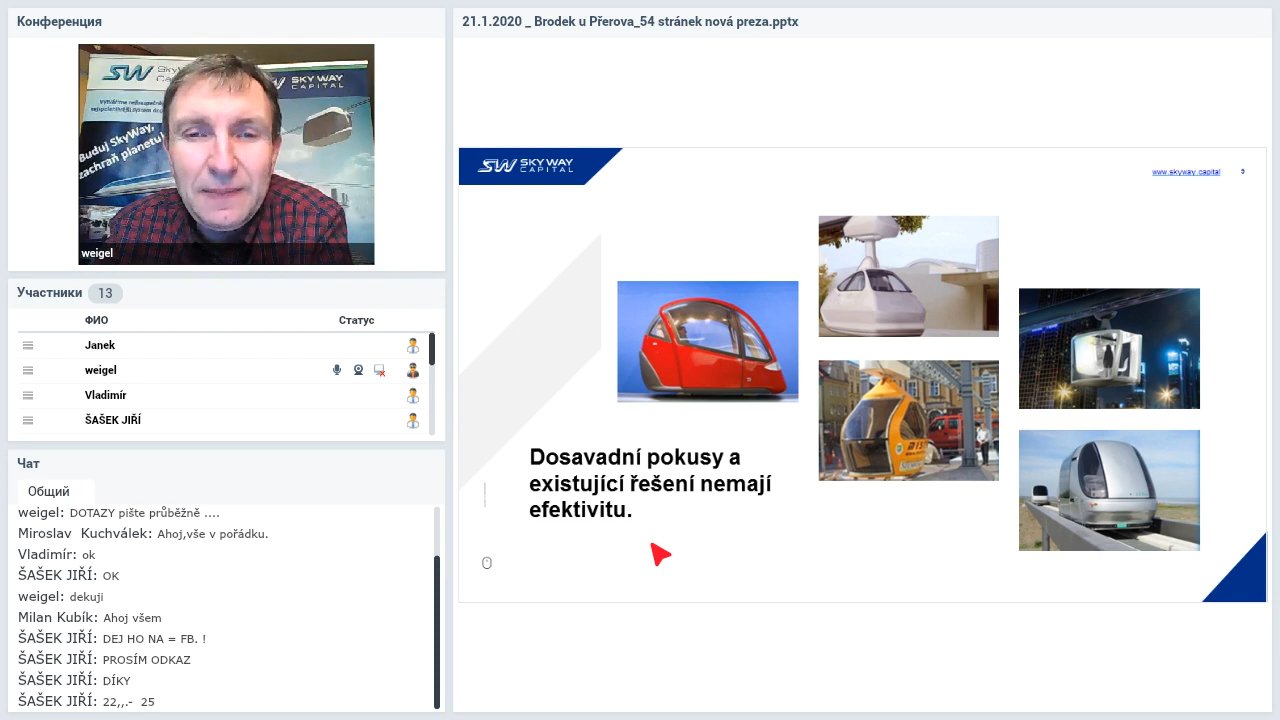 Конференция
SW SKY WAY
CAPITAL
Buduj SkyWay,
zachraň planetu!
weigel
Участники 13
ФИО Статус
Janek
weigel
Vladimír
ŠAŠEK JIŘÍ
Чат
Общий
weigel: DOTAZY pište průběžně ....
Miroslav Kuchválek: Ahoj,vše v pořádku.
Vladimír: ok
ŠAŠEK JIŘÍ: OK
weigel: dekuji
Milan Kubík: Ahoj všem
ŠAŠEK JIŘÍ: DEJ HO NA = FB. !
ŠAŠEK JIŘÍ: PROSÍM ODKAZ
ŠAŠEK JIŘÍ: DÍKY
ŠAŠEK JIŘÍ: 22,,.- 25
21.1.2020 _ Brodek u Přerova_54 stránek nová preza.pptx
SW SKY WAY
CAPITAL
www.skyway.capital
Dosavadní pokusy a
existující řešení nemají
efektivitu.